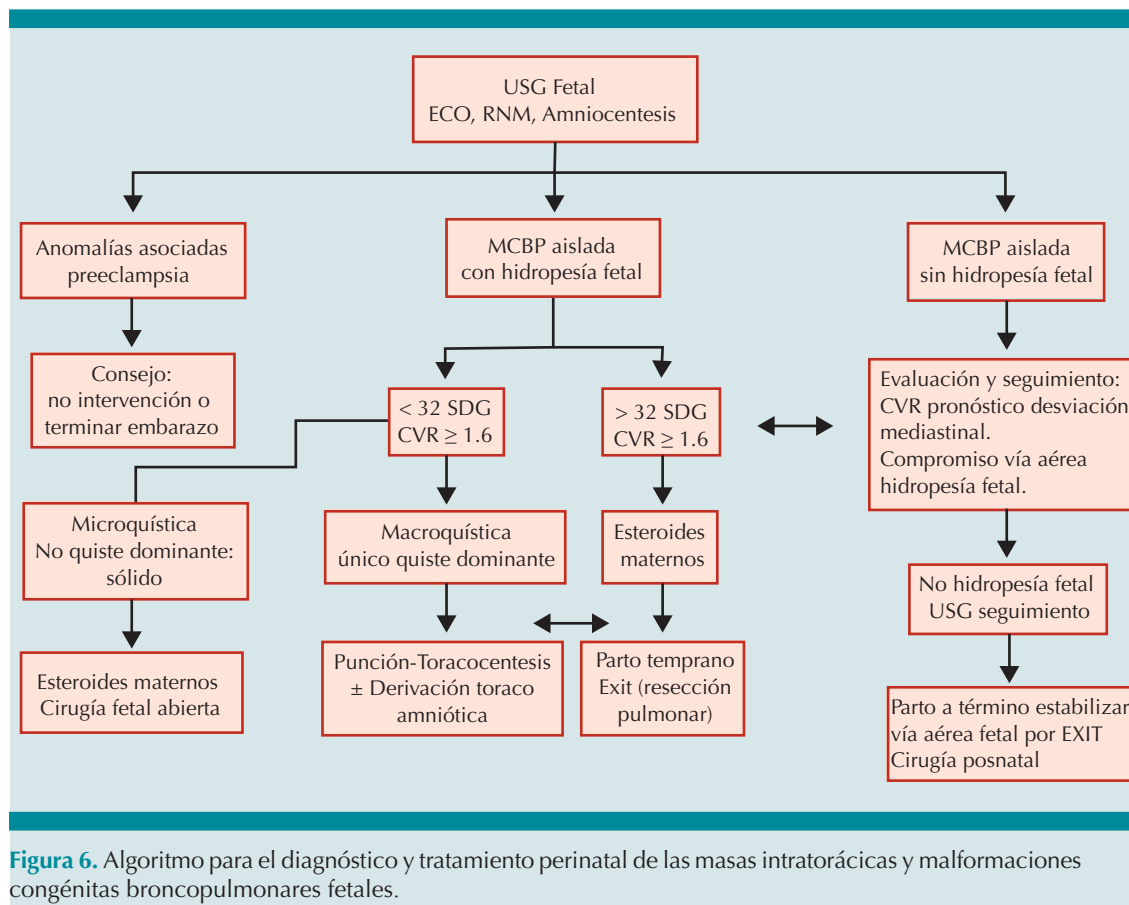 USG Fetal
ECO, RNM, Amniocentesis
Anomalías asociadas
preeclampsia
MCBP aislada
con hidropesía fetal
MCBP aislada
sin hidropesía fetal
Consejo:
no intervención o
terminar embarazo
< 32 SDG
CVR ≥ 1.6
> 32 SDG
CVR ≥ 1.6
Evaluación y seguimiento:
CVR pronóstico desviación
mediastinal.
Compromiso vía aérea
hidropesía fetal.
Microquística
No quiste dominante:
sólido
Macroquística
único quiste dominante
Esteroides
maternos
No hidropesía fetal
USG seguimiento
Esteroides maternos
Cirugía fetal abierta
Punción-Toracocentesis
± Derivación toraco
amniótica
Parto temprano
Exit (resección
pulmonar)
Parto a término estabilizar
vía aérea fetal por EXIT
Cirugía posnatal
Figura 6. Algoritmo para el diagnóstico y tratamiento perinatal de las masas intratorácicas y malformaciones
congénitas broncopulmonares fetales.